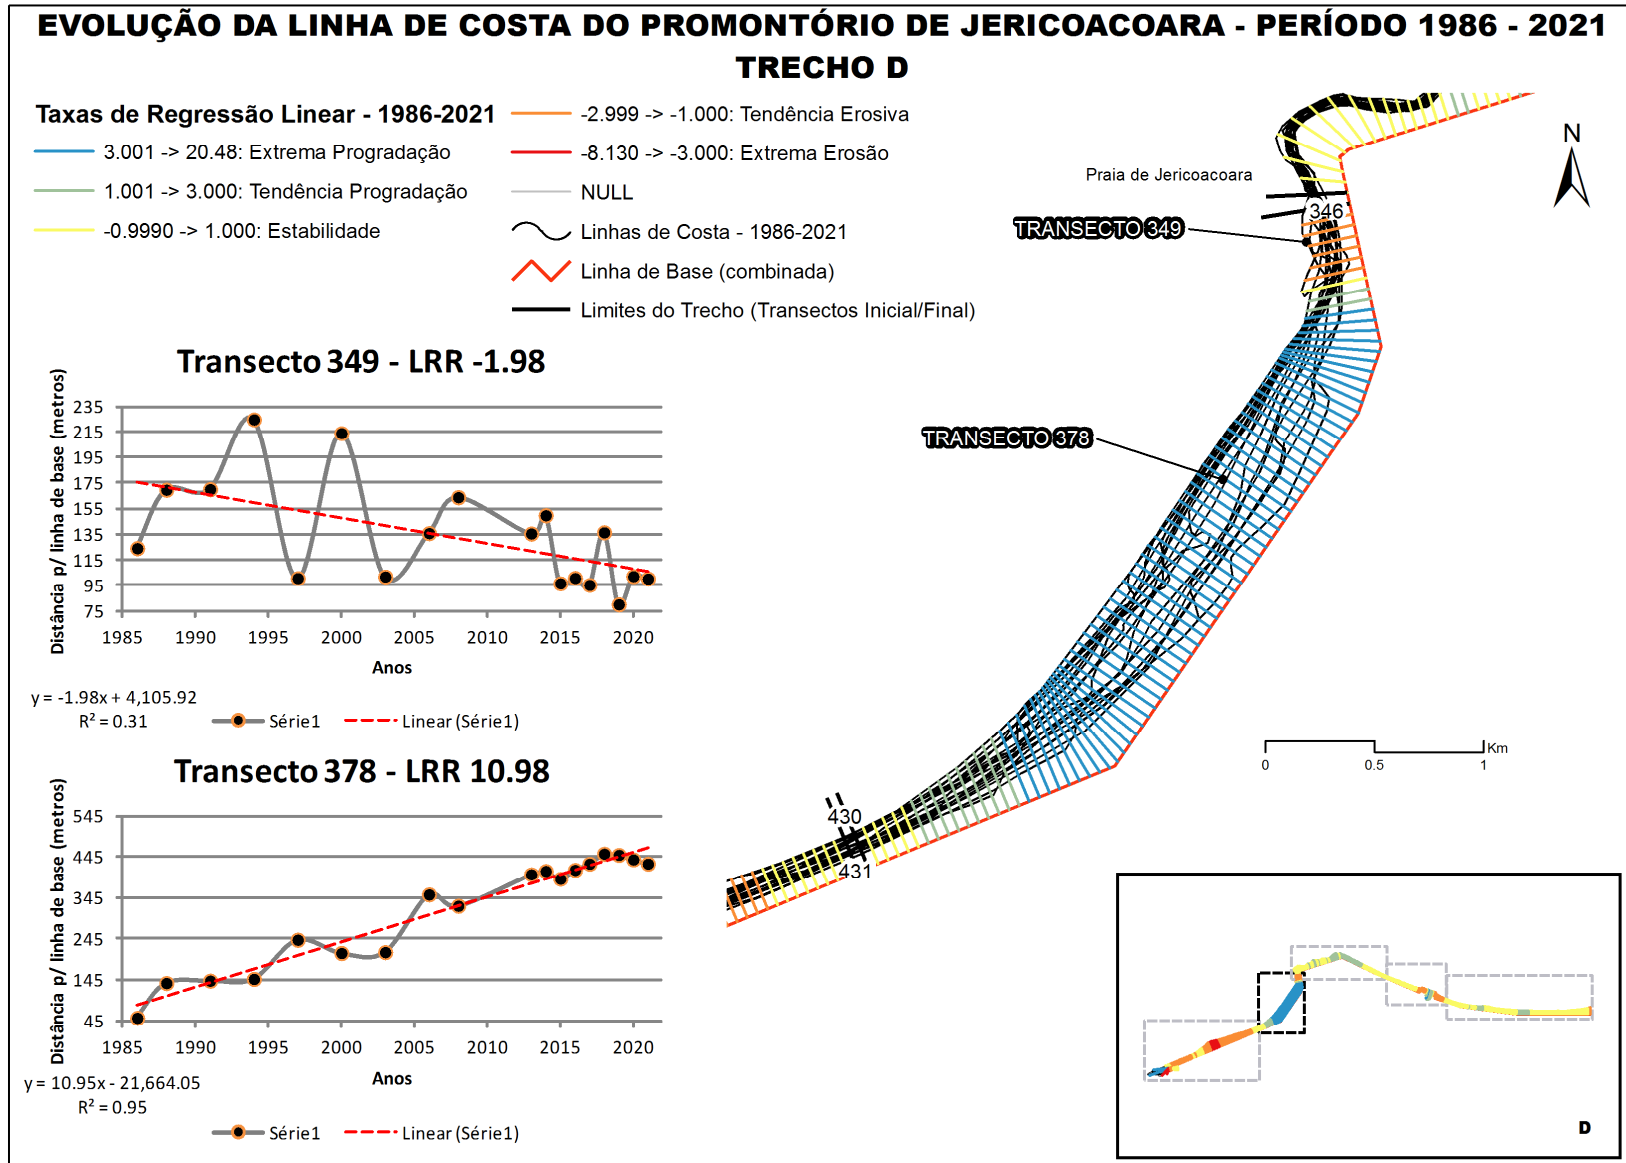 EVOLUÇÃO DA LINHA DE COSTA DO PROMONTÓRIO DE JERICOACOARA - PERÍODO 1986 - 2021
TRECHO D
Taxas de Regressão Linear - 1986-2021
3.001 -> 20.48: Extrema Progradação
1.001 -> 3.000: Tendência Progradação
-0.9990 -> 1.000: Estabilidade
-2.999 -> -1.000: Tendência Erosiva
-8.130 -> -3.000: Extrema Erosão
NULL
Linhas de Costa - 1986-2021
Linha de Base (combinada)
Limites do Trecho (Transectos Inicial/Final)
N
Praia de Jericoacoara
346
TRANSECTO 349
TRANSECTO 378
430
431
Km
0 0.5 1
Transecto 349 - LRR -1.98
Distância p/ linha de base (metros)
235
215
195
175
155
135
115
95
75
1985 1990 1995 2000 2005 2010 2015 2020
Anos
y = -1.98x + 4,105.92
R² = 0.31
Série1 Linear (Série1)
Transecto 378 - LRR 10.98
Distância p/ linha de base (metros)
545
445
345
245
145
45
1985 1990 1995 2000 2005 2010 2015 2020
Anos
y = 10.95x - 21,664.05
R² = 0.95
Série1 Linear (Série1)
D